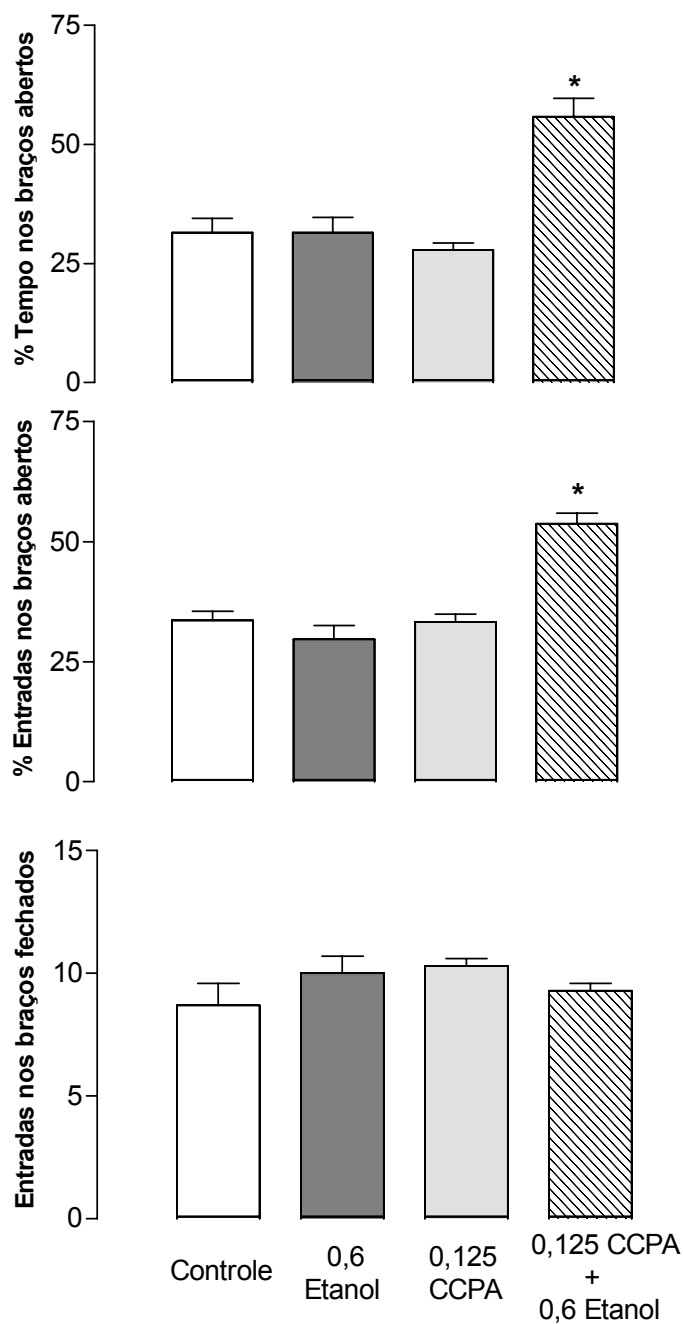 % Tempo nos braços abertos
75
50
25
0
*
% Entradas nos braços abertos
75
50
25
0
*
Entradas nos braços fechados
15
10
5
0
Controle
0,6
Etanol
0,125
CCPA
0,125 CCPA
+
0,6 Etanol